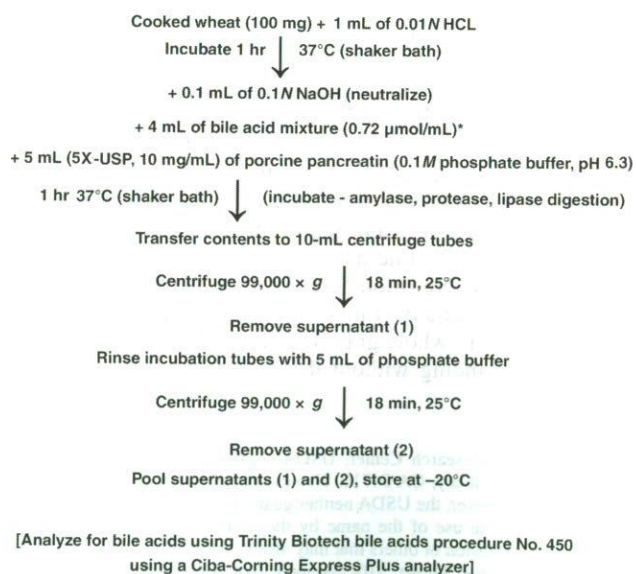 Cooked wheat (100 mg) + 1 mL of 0.01N HCL
Incubate 1 hr 37°C (shaker bath)
+ 0.1 mL of 0.1N NaOH (neutralize)
+ 4 mL of bile acid mixture (0.72 μmol/mL)*
+ 5 mL (5X-USP, 10 mg/mL) of porcine pancreatin (0.1M phosphate buffer, pH 6.3)
1 hr 37°C (shaker bath) (incubate - amylase, protease, lipase digestion)
Transfer contents to 10-mL centrifuge tubes
Centrifuge 99,000 × g 18 min, 25°C
Remove supernatant (1)
Rinse incubation tubes with 5 mL of phosphate buffer
Centrifuge 99,000 × g 18 min, 25°C
Remove supernatant (2)
Pool supernatants (1) and (2), store at –20°C
[Analyze for bile acids using Trinity Biotech bile acids procedure No. 450
using a Ciba-Corning Express Plus analyzer]